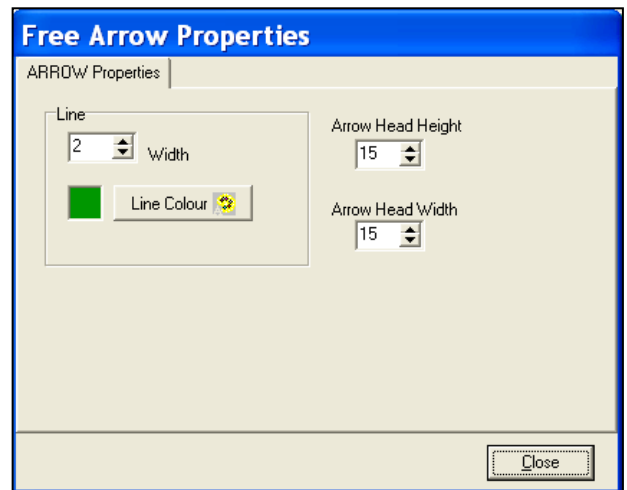 Free Arrow Properties
ARROW Properties
Line
2 Width
Line Colour
Arrow Head Height
15
Arrow Head Width
15
Close